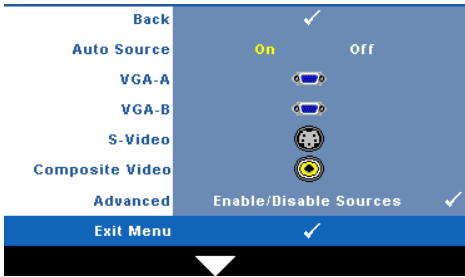 Back
Auto Source On Off
VGA-A
VGA-B
S-Video
Composite Video
Advanced Enable/Disable Sources
Exit Menu